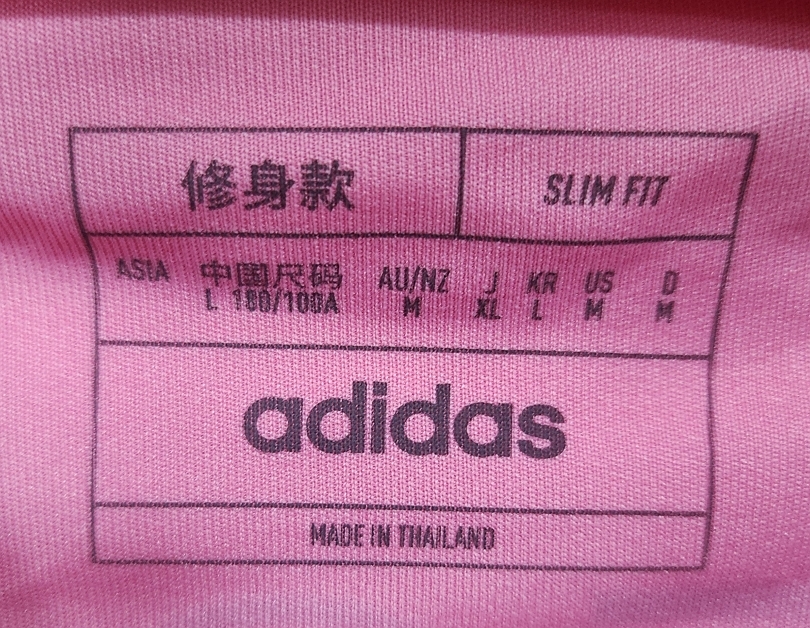 修身款 SLIM FIT
ASIA 中国尺码 AU/NZ J KR US D
L 180/100A M XL L M M
adidas
MADE IN THAILAND